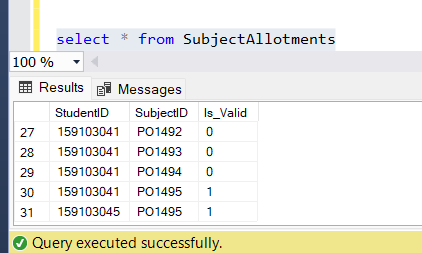 select * from SubjectAllotments
100 %
Results Messages
StudentID SubjectID Is_Valid
27 159103041 PO1492 0
28 159103041 PO1493 0
29 159103041 PO1494 0
30 159103041 PO1495 1
31 159103045 PO1495 1
Query executed successfully.